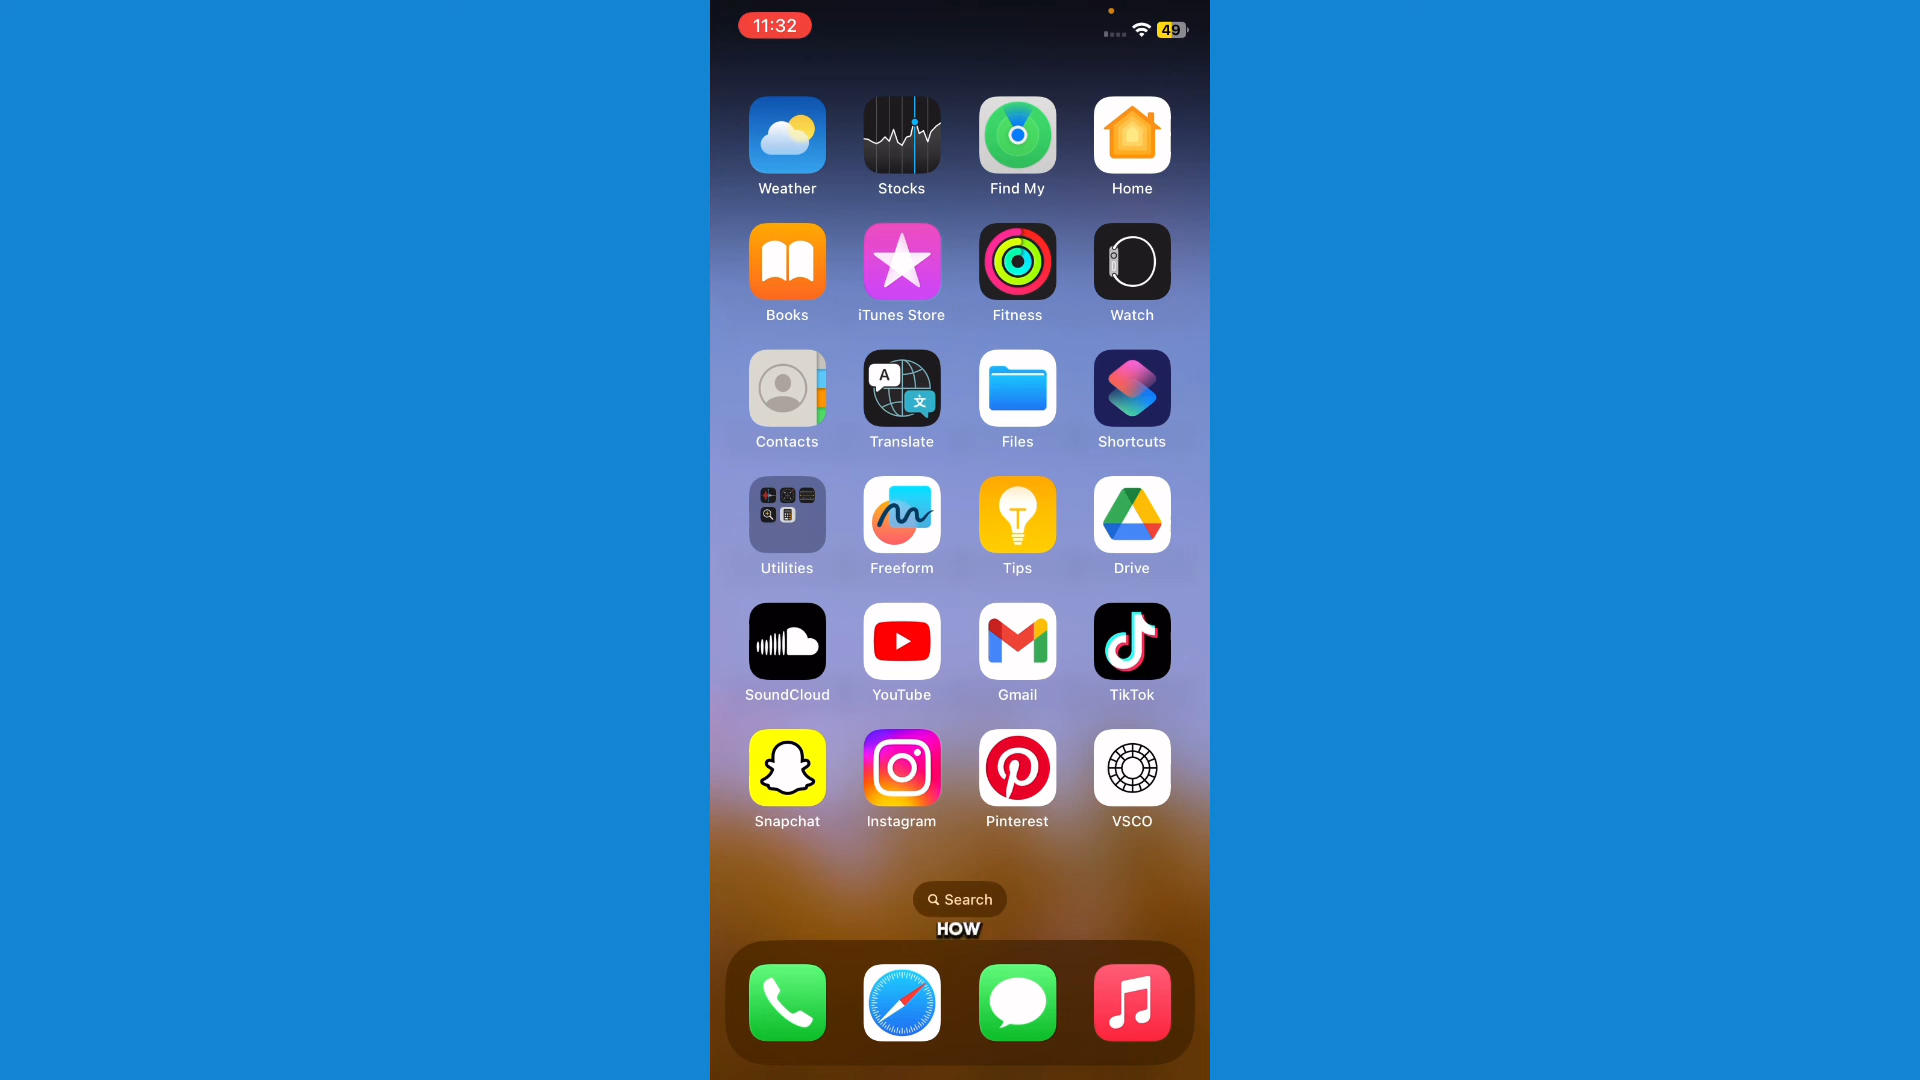 11:32
49
Weather Stocks Find My Home
Books iTunes Store Fitness Watch
A
文
Contacts Translate Files Shortcuts
Utilities Freeform Tips Drive
SoundCloud YouTube Gmail TikTok
Snapchat Instagram Pinterest VSCO
Search
HOW